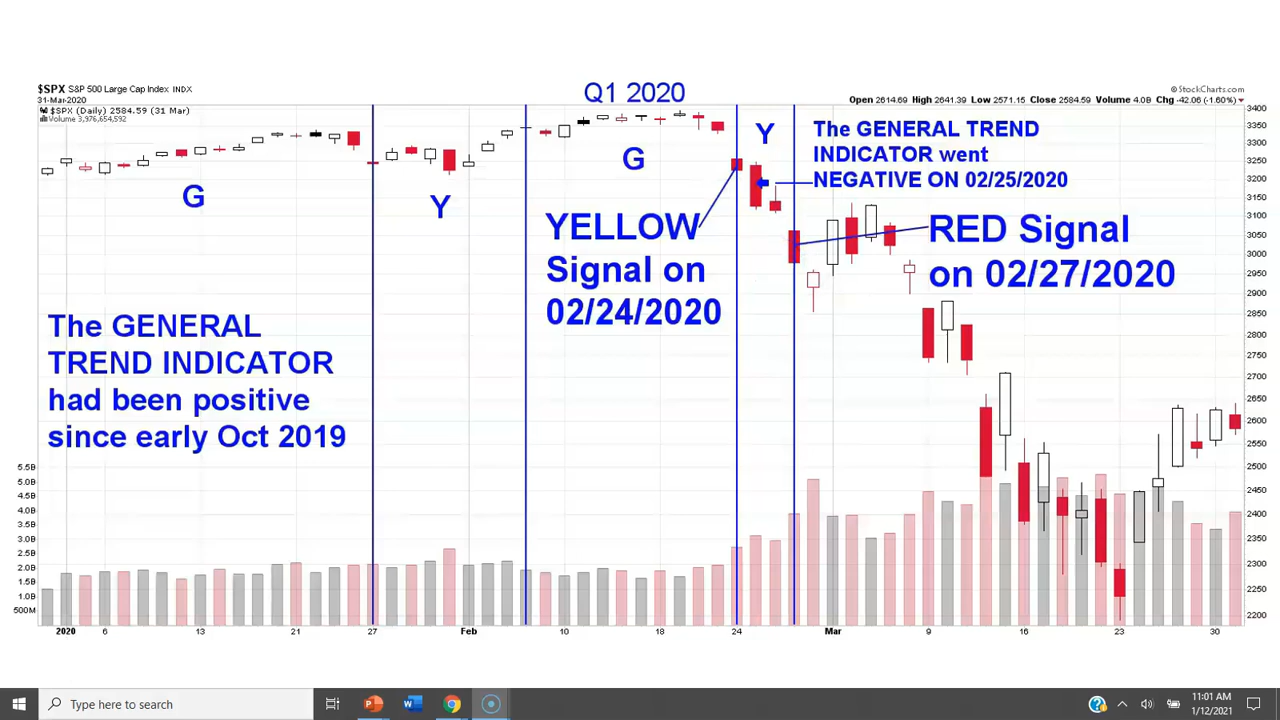 Q1 2020
$SPX S&P 500 Large Cap Index INDX
© StockCharts.com
31-Mar-2020
Open 2614.69 High 2641.39 Low 2571.15 Close 2584.59 Volume 4.0B Chg -42.06 (-1.60%)
$SPX (Daily) 2584.59 (31 Mar)
Volume 3,976,654,592
G
Y
G
Y
The GENERAL TREND
INDICATOR went
NEGATIVE ON 02/25/2020
YELLOW
Signal on
02/24/2020
RED Signal
on 02/27/2020
The GENERAL
TREND INDICATOR
had been positive
since early Oct 2019
3400
3350
3300
3250
3200
3150
3100
3050
3000
2950
2900
2850
2800
2750
2700
2650
2600
2550
2500
2450
2400
2350
2300
2250
2200
5.5B
5.0B
4.5B
4.0B
3.5B
3.0B
2.5B
2.0B
1.5B
1.0B
500M
2020 6 13 21 27 Feb 10 18 24 Mar 9 16 23 30
Type here to search
11:01 AM
1/12/2021